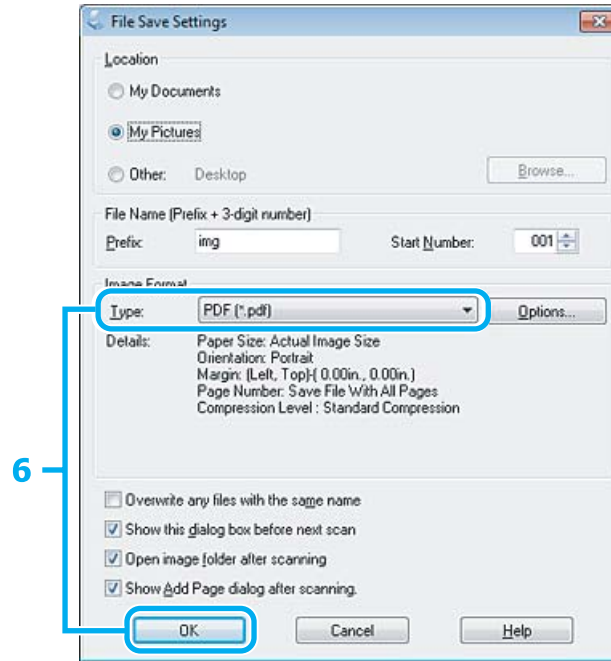 File Save Settings
Location
My Documents
My Pictures
Other: Desktop Browse...
File Name (Prefix + 3-digit number)
Prefix: img Start Number: 001
Image Format
Type: PDF (*.pdf) Options...
Details: Paper Size: Actual Image Size
Orientation: Portrait
Margin: (Left, Top)-( 0.00in., 0.00in.)
Page Number: Save File With All Pages
Compression Level : Standard Compression
6
Overwrite any files with the same name
Show this dialog box before next scan
Open image folder after scanning
Show Add Page dialog after scanning.
OK Cancel Help